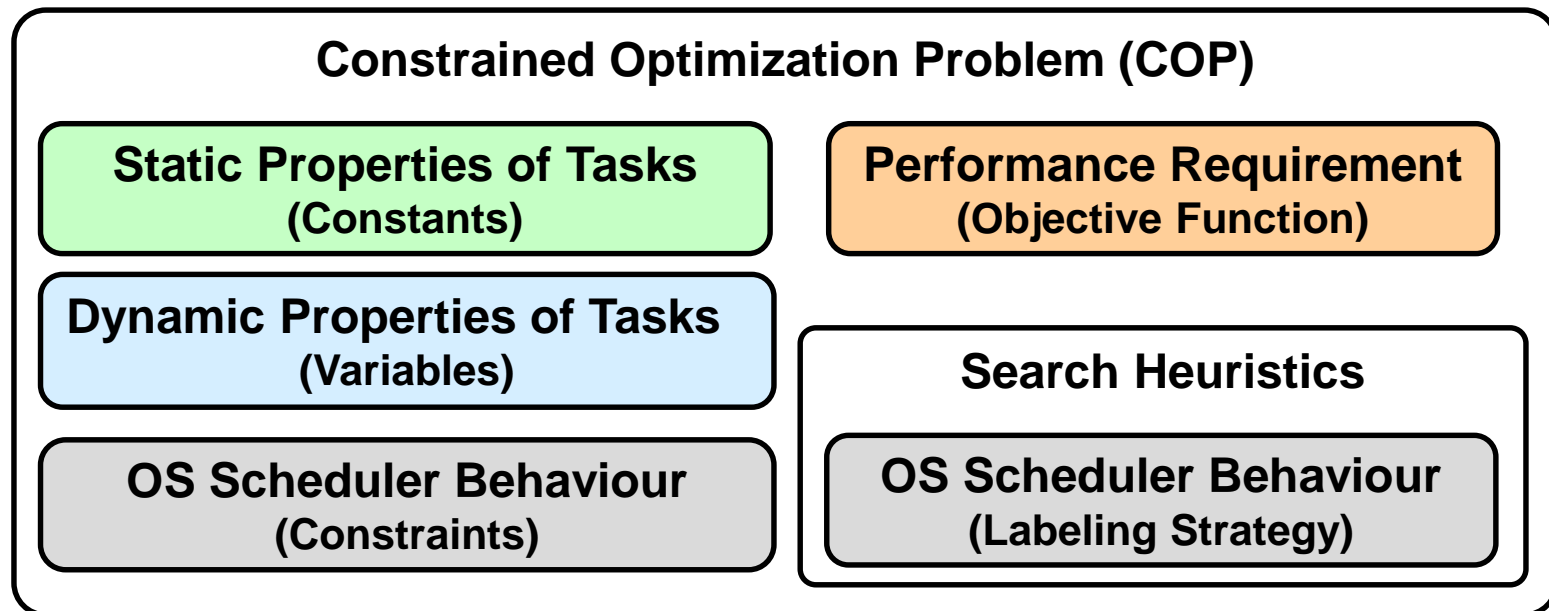 Constrained Optimization Problem (COP)
Static Properties of Tasks
(Constants)
Performance Requirement
(Objective Function)
Dynamic Properties of Tasks
(Variables)
Search Heuristics
OS Scheduler Behaviour
(Constraints)
OS Scheduler Behaviour
(Labeling Strategy)